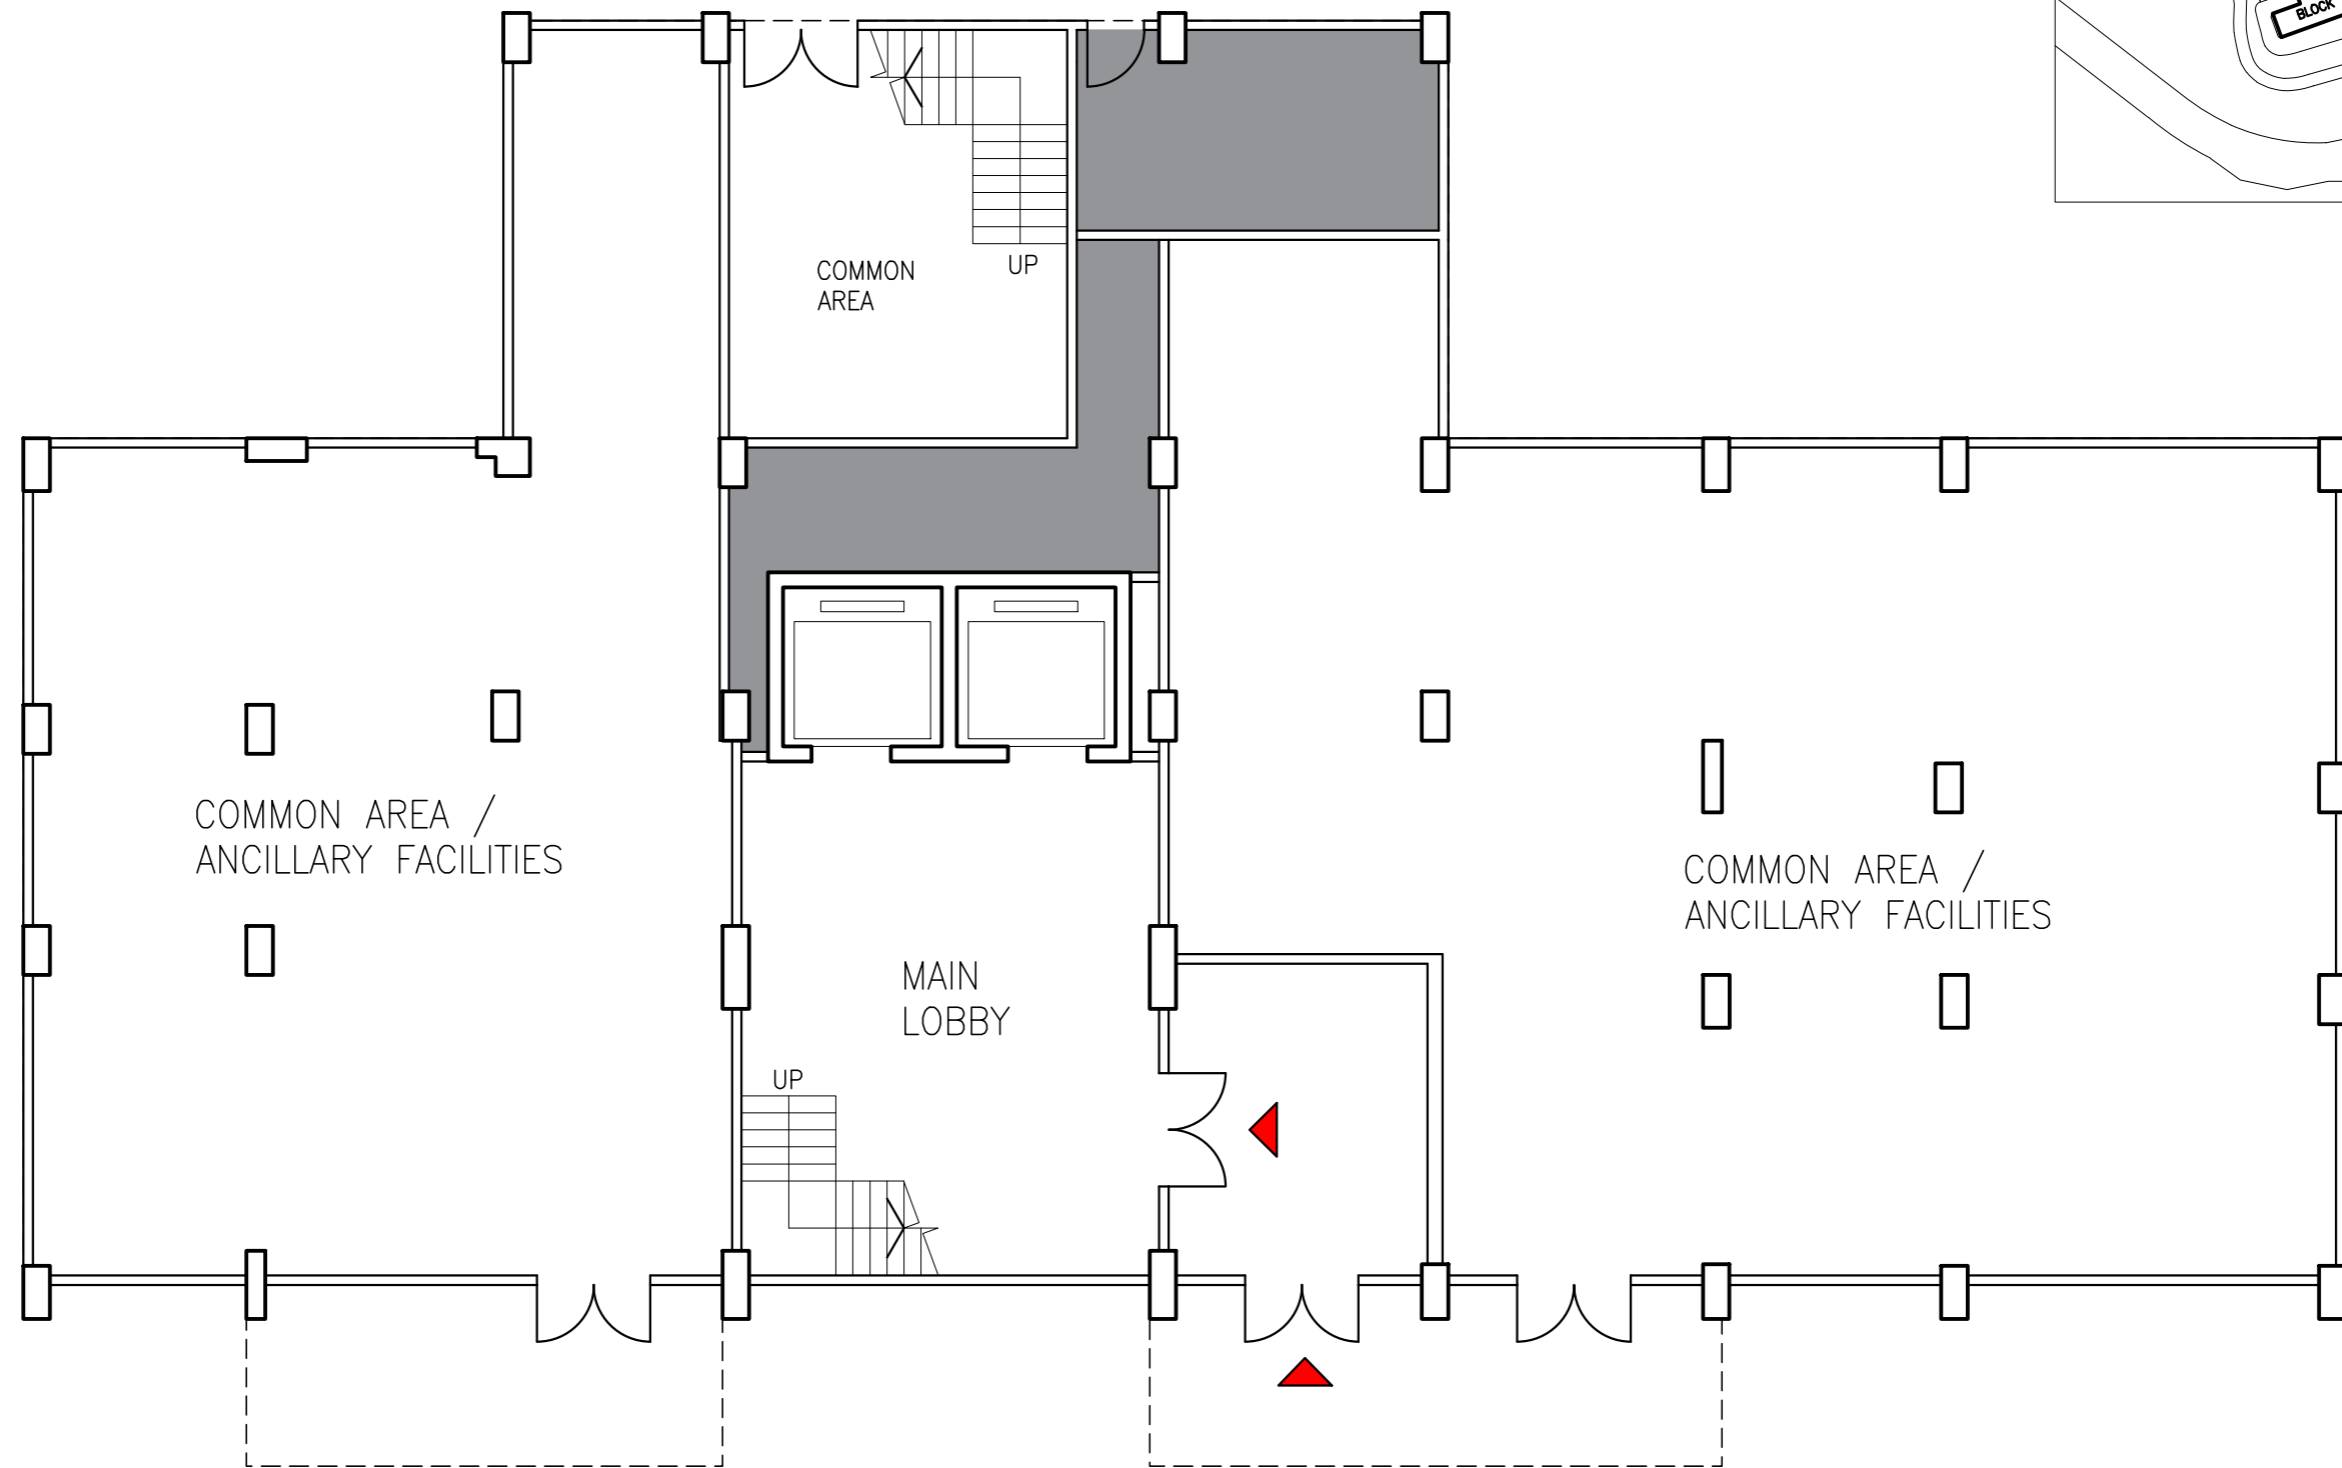 BLOCK
UP
COMMON
AREA
COMMON AREA /
ANCILLARY FACILITIES
COMMON AREA /
ANCILLARY FACILITIES
MAIN
LOBBY
UP